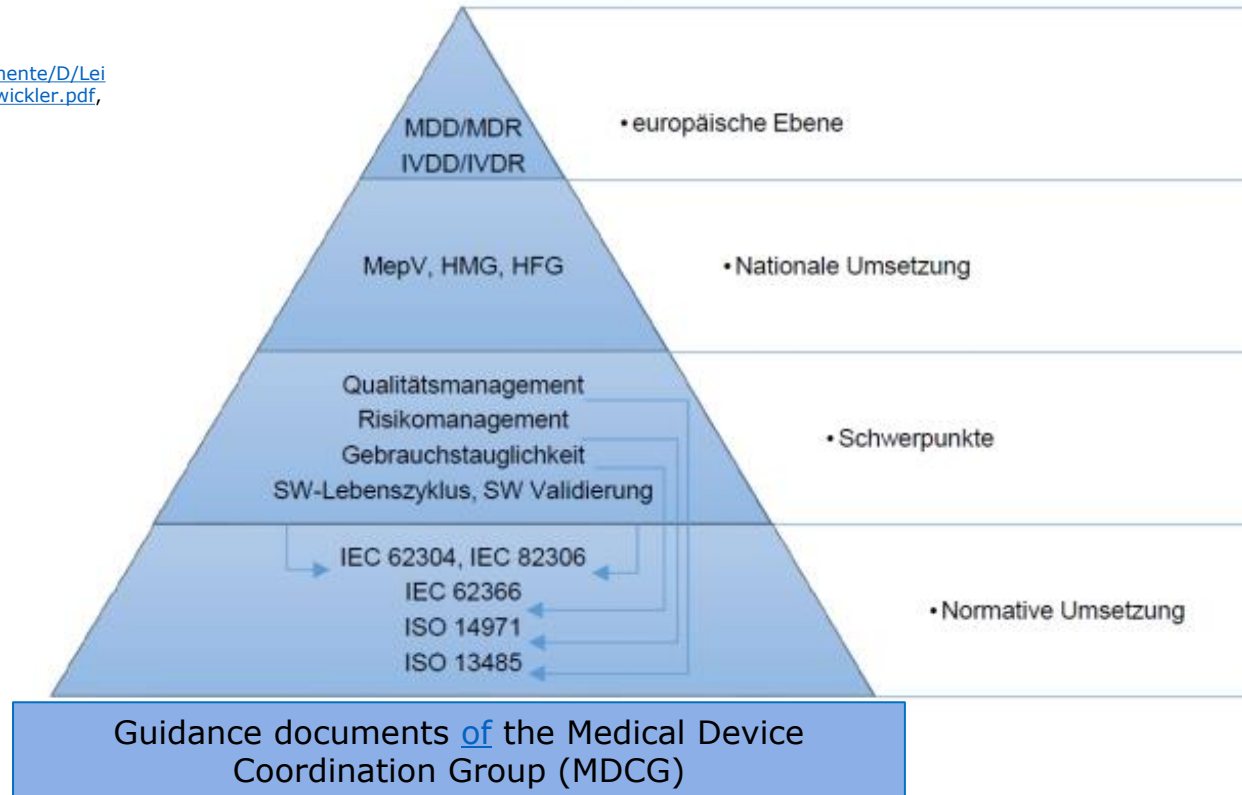 nente/D/Lei
wickler.pdf,
MDD/MDR
IVDD/IVDR
• europäische Ebene
MepV, HMG, HFG
• Nationale Umsetzung
Qualitätsmanagement
Risikomanagement
Gebrauchstauglichkeit
SW-Lebenszyklus, SW Validierung
• Schwerpunkte
IEC 62304, IEC 82306
IEC 62366
ISO 14971
ISO 13485
• Normative Umsetzung
Guidance documents of the Medical Device
Coordination Group (MDCG)